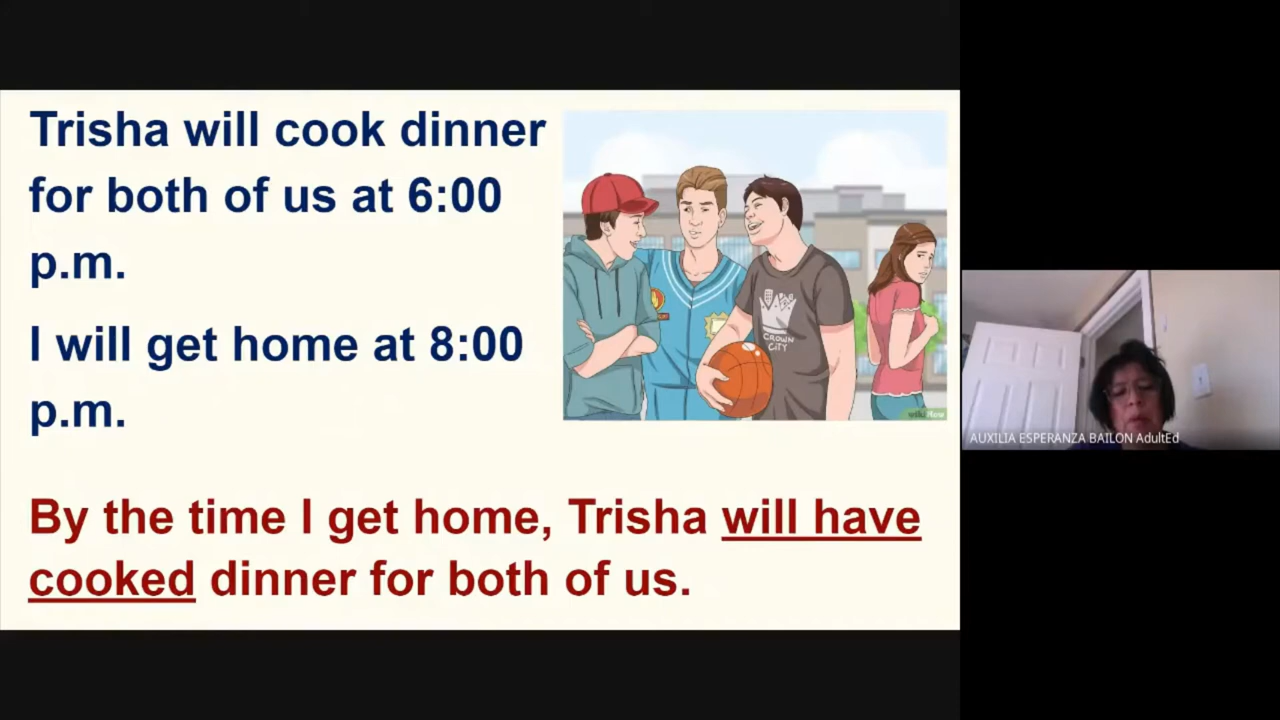 Trisha will cook dinner
for both of us at 6:00
p.m.
I will get home at 8:00
p.m.
By the time I get home, Trisha will have
cooked dinner for both of us.
CROWN
CITY
wikiHow
AUXILIA ESPERANZA BAILON AdultEd